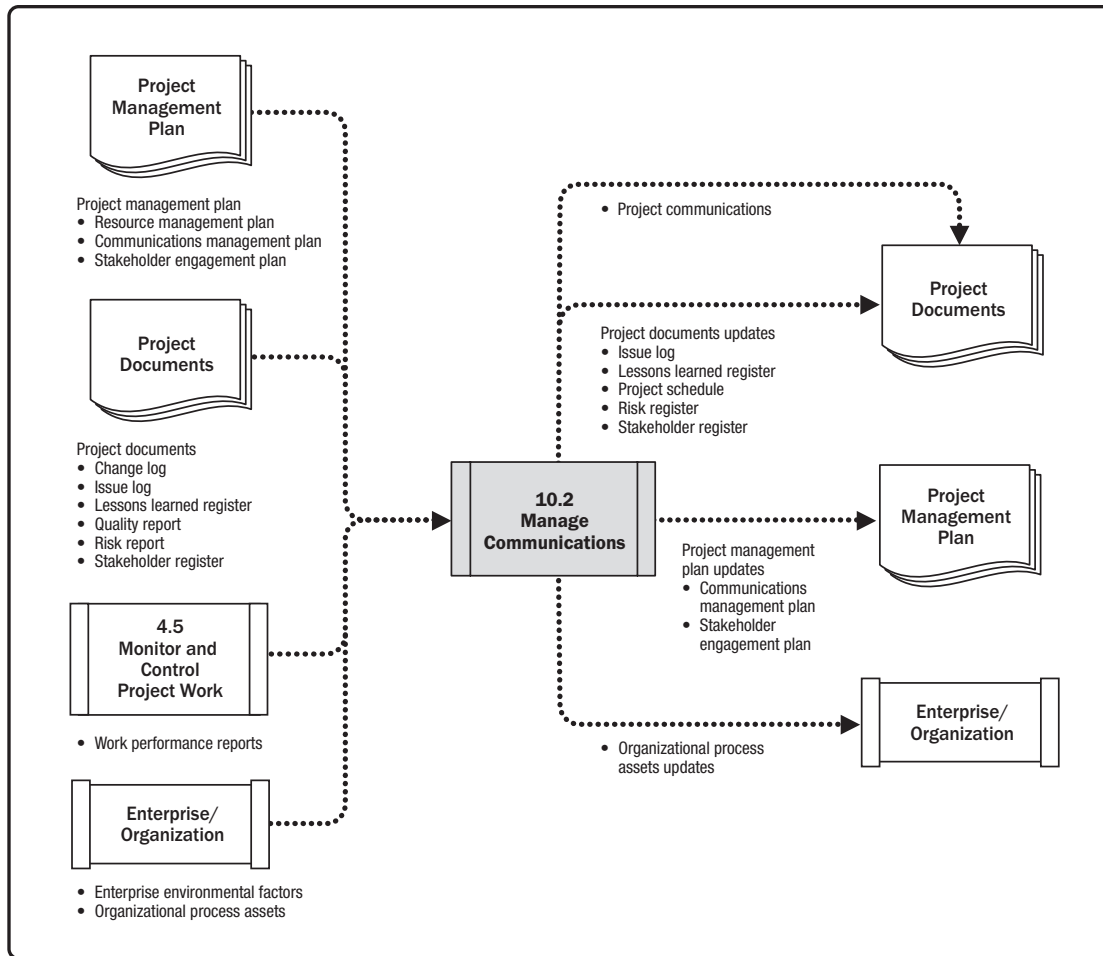 Project
Management
Plan
Project management plan
• Resource management plan
• Communications management plan
• Stakeholder engagement plan
Project
Documents
Project documents
• Change log
• Issue log
• Lessons learned register
• Quality report
• Risk report
• Stakeholder register
4.5
Monitor and
Control
Project Work
• Work performance reports
Enterprise/
Organization
• Enterprise environmental factors
• Organizational process assets
10.2
Manage
Communications
• Project communications
Project documents updates
• Issue log
• Lessons learned register
• Project schedule
• Risk register
• Stakeholder register
Project
Documents
Project management
plan updates
• Communications
management plan
• Stakeholder
engagement plan
Project
Management
Plan
• Organizational process
assets updates
Enterprise/
Organization